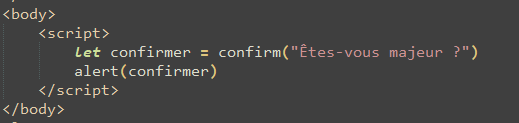 <body>
<script>
let confirmer = confirm("Êtes-vous majeur ?")
alert(confirmer)
</script>
</body>